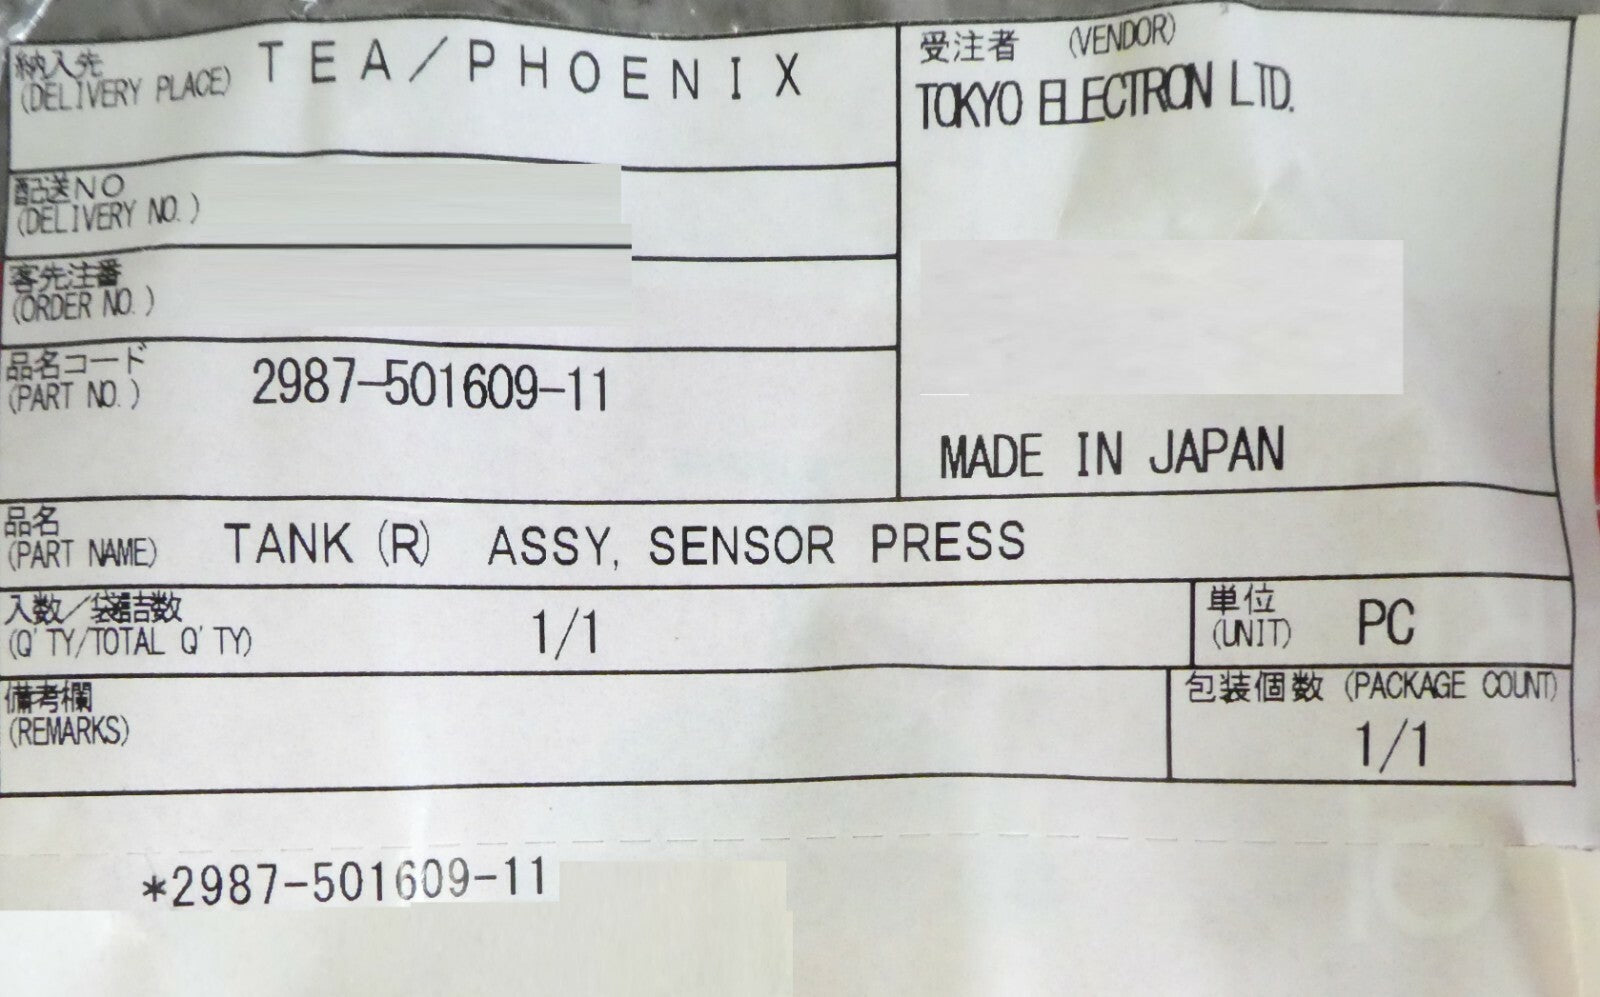 納入先
(DELIVERY PLACE) TEA/PHOENIX
受注者 (VENDOR)
TOKYO ELECTRON LTD.
配送NO
(DELIVERY NO.)
客先注番
(ORDER NO.)
品名コード
(PART NO.) 2987-501609-11
MADE IN JAPAN
品名
(PART NAME) TANK (R) ASSY, SENSOR PRESS
入数/袋詰数
(Q'TY/TOTAL Q'TY) 1/1
単位
(UNIT) PC
備考欄
(REMARKS)
包装個数 (PACKAGE COUNT)
1/1
*2987-501609-11